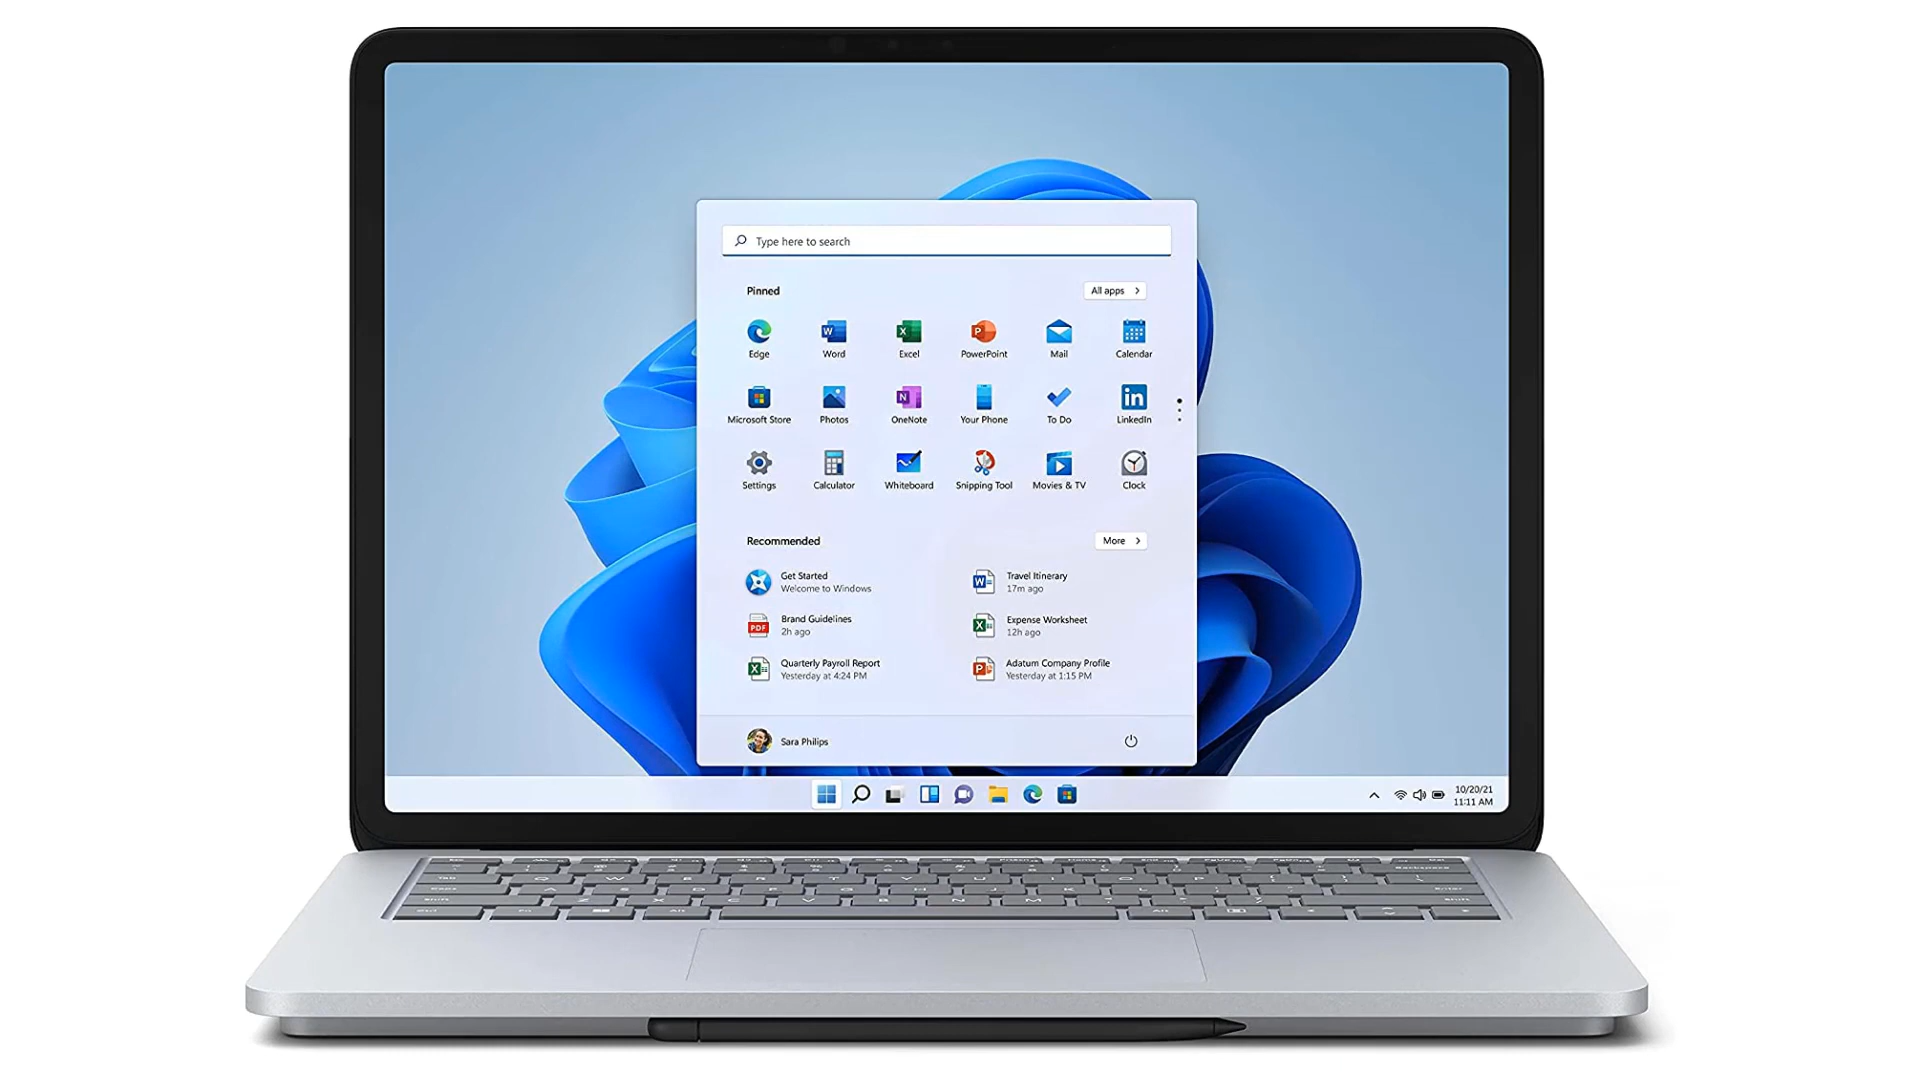 Type here to search
Pinned
All apps
Edge
Word
Excel
PowerPoint
Mail
Calendar
Microsoft Store
Photos
OneNote
Your Phone
To Do
LinkedIn
Settings
Calculator
Whiteboard
Snipping Tool
Movies & TV
Clock
Recommended
More
Get Started
Welcome to Windows
Travel Itinerary
17m ago
Brand Guidelines
2h ago
Expense Worksheet
12h ago
Quarterly Payroll Report
Yesterday at 4:24 PM
Adatum Company Profile
Yesterday at 1:15 PM
Sara Philips
10/20/21
11:11 AM